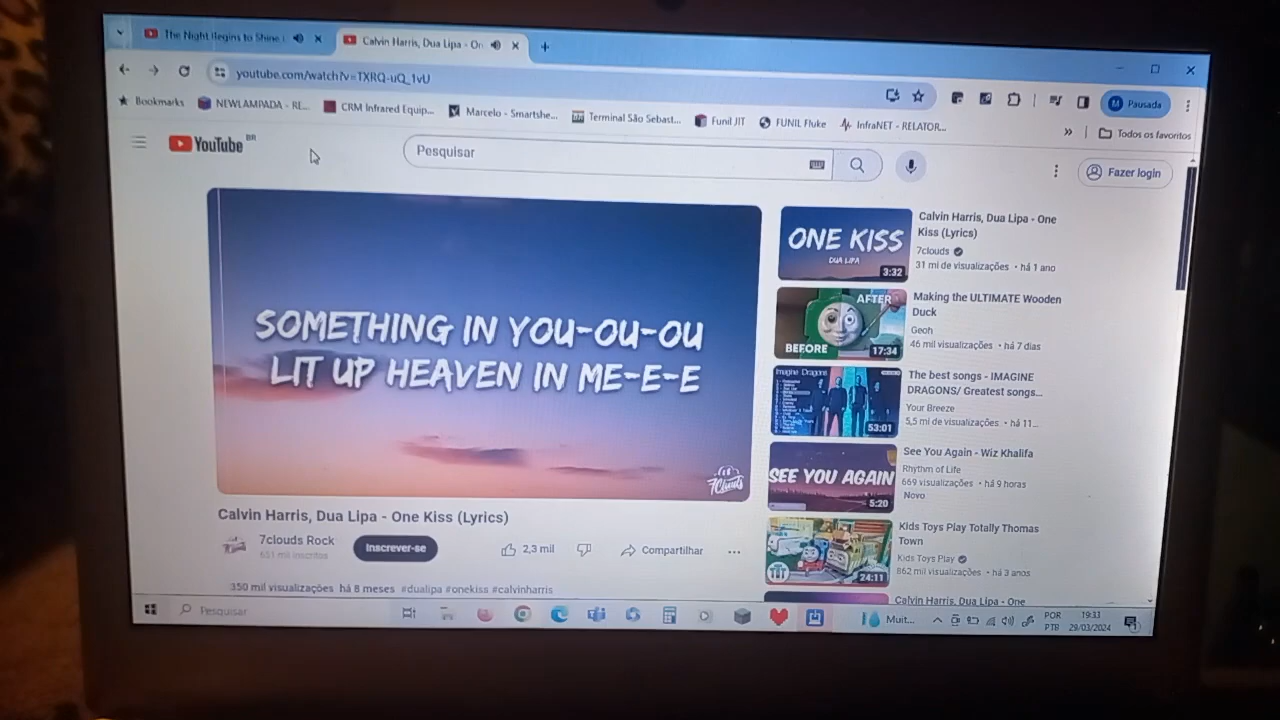 The Night Begins to Shine
Calvin Harris, Dua Lipa - On
youtube.com/watch?v=TXRQ-uQ_1vU
Bookmarks
NEWLAMPADA - RE...
CRM Infrared Equip...
Marcelo - Smartshe...
Terminal São Sebast...
Funil JIT
FUNIL Fluke
InfraNET - RELATOR...
M Pausada
Todos os favoritos
YouTube BR
Pesquisar
Fazer login
SOMETHING IN YOU-OU-OU
LIT UP HEAVEN IN ME-E-E
7Clouds
Calvin Harris, Dua Lipa - One Kiss (Lyrics)
7clouds Rock
651 mil inscritos
Inscrever-se
2,3 mil
Compartilhar
350 mil visualizações há 8 meses #dualipa #onekiss #calvinharris
ONE KISS
DUA LIPA
3:32
Calvin Harris, Dua Lipa - One
Kiss (Lyrics)
7clouds
31 mi de visualizações • há 1 ano
AFTER
BEFORE
17:34
Making the ULTIMATE Wooden
Duck
Geoh
46 mil visualizações • há 7 dias
Imagine Dragons
53:01
The best songs - IMAGINE
DRAGONS/ Greatest songs...
Your Breeze
5,5 mi de visualizações • há 11...
SEE YOU AGAIN
5:20
See You Again - Wiz Khalifa
Rhythm of Life
669 visualizações • há 9 horas
Novo
24:11
Kids Toys Play Totally Thomas
Town
Kids Toys Play
862 mil visualizações • há 3 anos
Calvin Harris, Dua Lipa - One
Pesquisar
Muit...
POR
PTB
19:31
29/03/2024